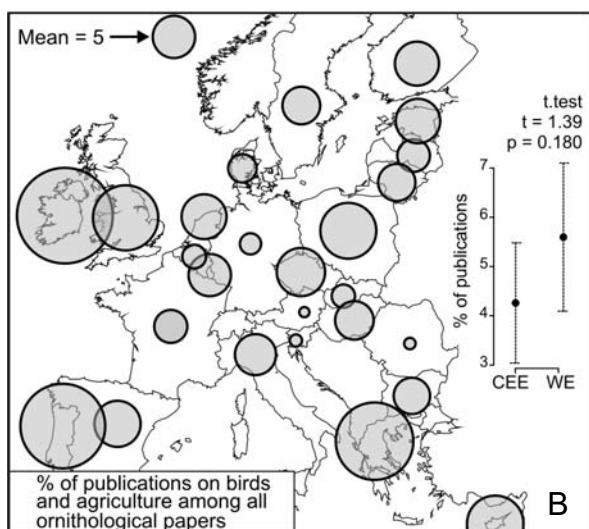 Mean = 5
t.test
t = 1.39
p = 0.180
% of publications
7
6
5
4
3
CEE
WE
% of publications on birds
and agriculture among all
ornithological papers
B